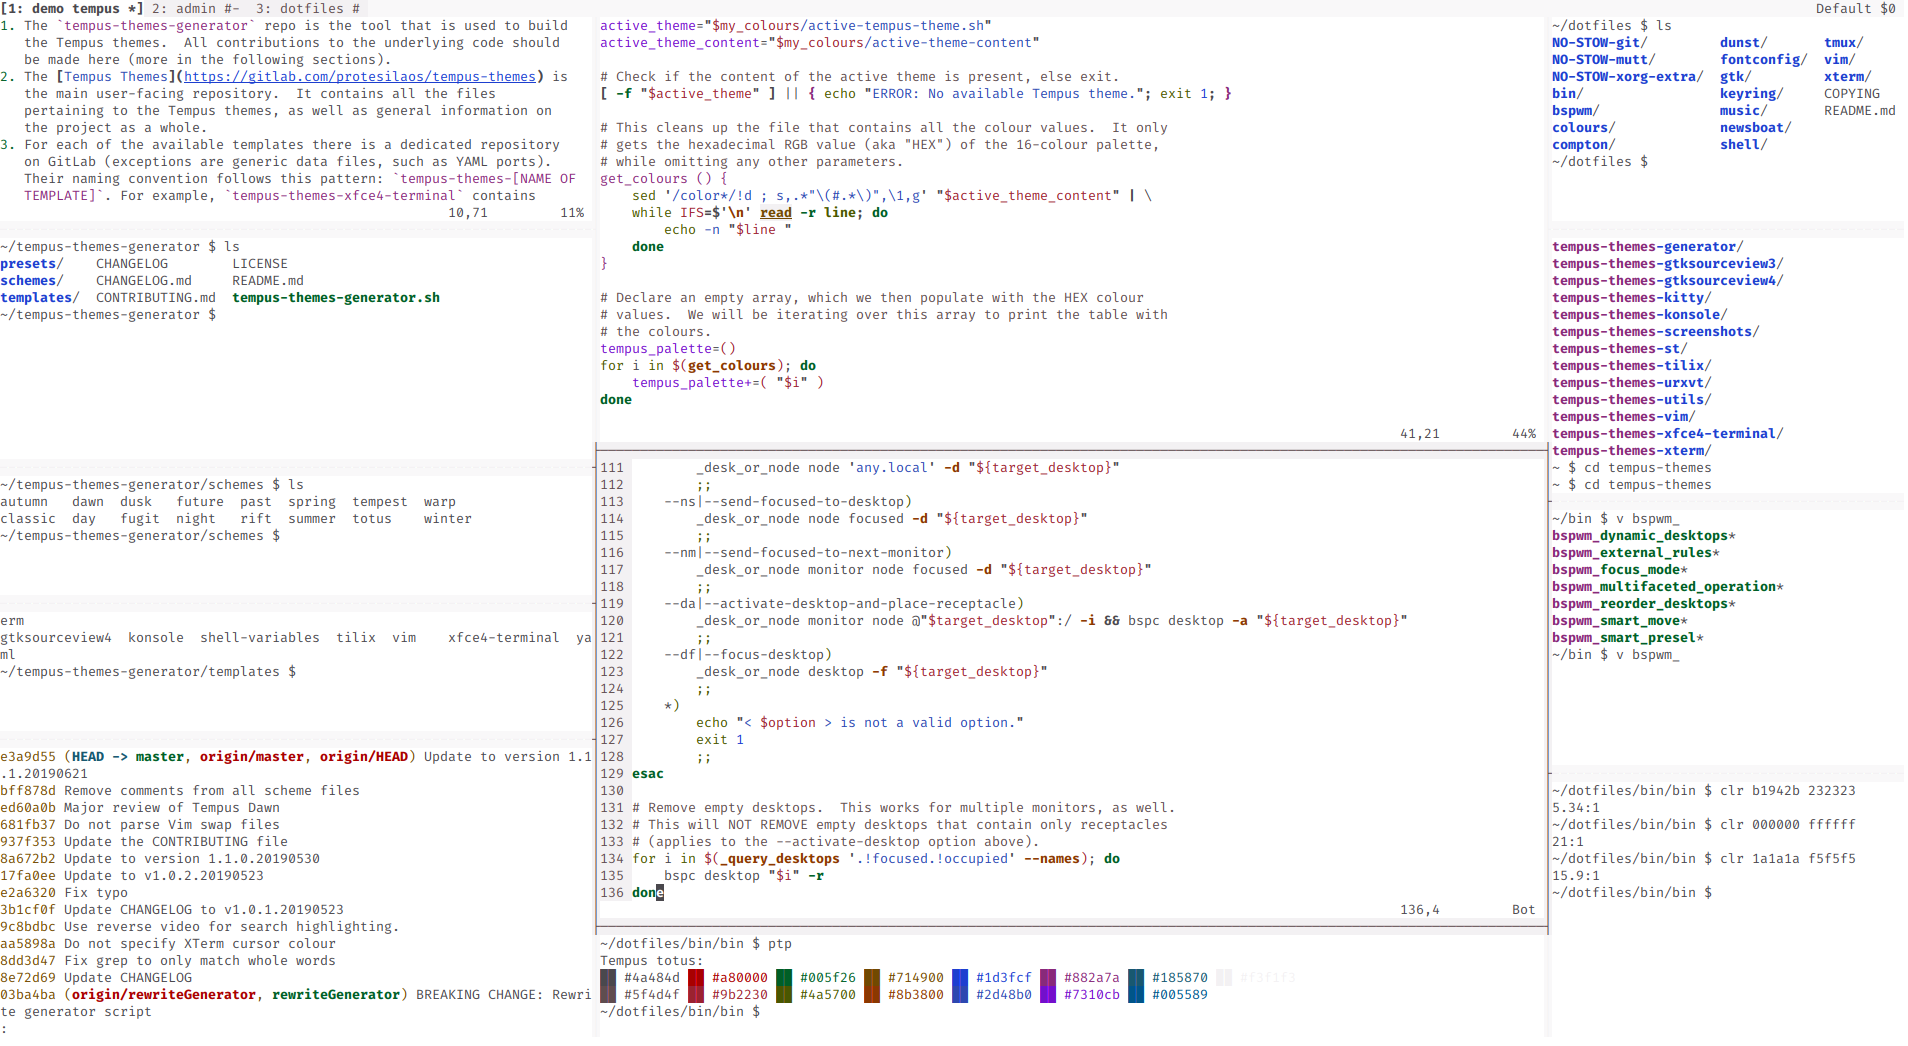 [1: demo tempus *] 2: admin #-  3: dotfiles #
Default $0
1. The `tempus-themes-generator` repo is the tool that is used to build
   the Tempus themes.  All contributions to the underlying code should
   be made here (more in the following sections).
2. The [Tempus Themes](https://gitlab.com/protesilaos/tempus-themes) is
   the main user-facing repository.  It contains all the files
   pertaining to the Tempus themes, as well as general information on
   the project as a whole.
3. For each of the available templates there is a dedicated repository
   on GitLab (exceptions are generic data files, such as YAML ports).
   Their naming convention follows this pattern: `tempus-themes-[NAME OF
   TEMPLATE]`. For example, `tempus-themes-xfce4-terminal` contains
10,71         11%
~/tempus-themes-generator $ ls
presets/    CHANGELOG        LICENSE
schemes/    CHANGELOG.md     README.md
templates/  CONTRIBUTING.md  tempus-themes-generator.sh
~/tempus-themes-generator $
~/tempus-themes-generator/schemes $ ls
autumn   dawn  dusk   future  past  spring  tempest  warp
classic  day   fugit  night   rift  summer  totus    winter
~/tempus-themes-generator/schemes $
erm
gtksourceview4  konsole  shell-variables  tilix  vim    xfce4-terminal  ya
ml
~/tempus-themes-generator/templates $
e3a9d55 (HEAD -> master, origin/master, origin/HEAD) Update to version 1.1
.1.20190621
bff878d Remove comments from all scheme files
ed60a0b Major review of Tempus Dawn
681fb37 Do not parse Vim swap files
937f353 Update the CONTRIBUTING file
8a672b2 Update to version 1.1.0.20190530
17fa0ee Update to v1.0.2.20190523
e2a6320 Fix typo
3b1cf0f Update CHANGELOG to v1.0.1.20190523
9c8bdbc Use reverse video for search highlighting.
aa5898a Do not specify XTerm cursor colour
8dd3d47 Fix grep to only match whole words
8e72d69 Update CHANGELOG
03ba4ba (origin/rewriteGenerator, rewriteGenerator) BREAKING CHANGE: Rewri
te generator script
:
active_theme="$my_colours/active-tempus-theme.sh"
active_theme_content="$my_colours/active-theme-content"
# Check if the content of the active theme is present, else exit.
[ -f "$active_theme" ] || { echo "ERROR: No available Tempus theme."; exit 1; }
# This cleans up the file that contains all the colour values.  It only
# gets the hexadecimal RGB value (aka "HEX") of the 16-colour palette,
# while omitting any other parameters.
get_colours () {
    sed '/color*/!d ; s,.*"\(#.*\)",\1,g' "$active_theme_content" | \
    while IFS=$'\n' read -r line; do
        echo -n "$line "
    done
}
# Declare an empty array, which we then populate with the HEX colour
# values.  We will be iterating over this array to print the table with
# the colours.
tempus_palette=()
for i in $(get_colours); do
    tempus_palette+=( "$i" )
done
41,21         44%
111         _desk_or_node node 'any.local' -d "${target_desktop}"
112         ;;
113     --ns|--send-focused-to-desktop)
114         _desk_or_node node focused -d "${target_desktop}"
115         ;;
116     --nm|--send-focused-to-next-monitor)
117         _desk_or_node monitor node focused -d "${target_desktop}"
118         ;;
119     --da|--activate-desktop-and-place-receptacle)
120         _desk_or_node monitor node @"$target_desktop":/ -i && bspc desktop -a "${target_desktop}"
121         ;;
122     --df|--focus-desktop)
123         _desk_or_node desktop -f "${target_desktop}"
124         ;;
125     *)
126         echo "< $option > is not a valid option."
127         exit 1
128         ;;
129 esac
130
131 # Remove empty desktops.  This works for multiple monitors, as well.
132 # This will NOT REMOVE empty desktops that contain only receptacles
133 # (applies to the --activate-desktop option above).
134 for i in $(_query_desktops '.!focused.!occupied' --names); do
135     bspc desktop "$i" -r
136 done
136,4         Bot
~/dotfiles/bin/bin $ ptp
Tempus totus:
#4a484d #a80000 #005f26 #714900 #1d3fcf #882a7a #185870 #f3f1f3
#5f4d4f #9b2230 #4a5700 #8b3800 #2d48b0 #7310cb #005589
~/dotfiles/bin/bin $
~/dotfiles $ ls
NO-STOW-git/         dunst/       tmux/
NO-STOW-mutt/        fontconfig/  vim/
NO-STOW-xorg-extra/  gtk/         xterm/
bin/                 keyring/     COPYING
bspwm/               music/       README.md
colours/             newsboat/
compton/             shell/
~/dotfiles $
tempus-themes-generator/
tempus-themes-gtksourceview3/
tempus-themes-gtksourceview4/
tempus-themes-kitty/
tempus-themes-konsole/
tempus-themes-screenshots/
tempus-themes-st/
tempus-themes-tilix/
tempus-themes-urxvt/
tempus-themes-utils/
tempus-themes-vim/
tempus-themes-xfce4-terminal/
tempus-themes-xterm/
~ $ cd tempus-themes
~ $ cd tempus-themes
~/bin $ v bspwm_
bspwm_dynamic_desktops*
bspwm_external_rules*
bspwm_focus_mode*
bspwm_multifaceted_operation*
bspwm_reorder_desktops*
bspwm_smart_move*
bspwm_smart_presel*
~/bin $ v bspwm_
~/dotfiles/bin/bin $ clr b1942b 232323
5.34:1
~/dotfiles/bin/bin $ clr 000000 ffffff
21:1
~/dotfiles/bin/bin $ clr 1a1a1a f5f5f5
15.9:1
~/dotfiles/bin/bin $